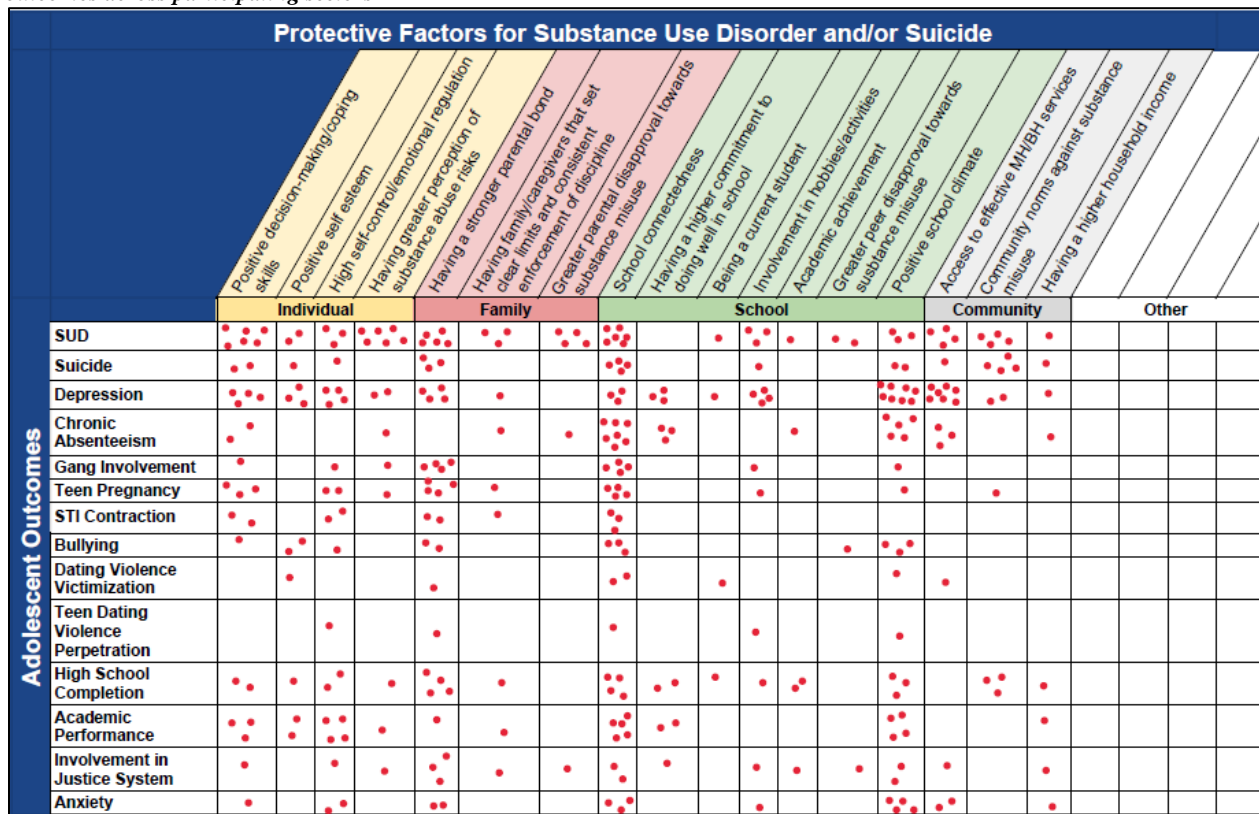 Protective Factors for Substance Use Disorder and/or Suicide
Positive decision-making/coping
skills
Positive self esteem
High self-control/emotional regulation
Having greater perception of
substance abuse risks
Having a stronger parental bond
Having family/caregivers that set
clear limits and consistent
enforcement of discipline
Greater parental disapproval towards
substance misuse
School connectedness
Having a higher commitment to
doing well in school
Being a current student
Involvement in hobbies/activities
Academic achievement
Greater peer disapproval towards
susbtance misuse
Positive school climate
Access to effective MH/BH services
Community norms against substance
misuse
Having a higher household income
Individual
Family
School
Community
Other
Adolescent Outcomes
SUD
Suicide
Depression
Chronic
Absenteeism
Gang Involvement
Teen Pregnancy
STI Contraction
Bullying
Dating Violence
Victimization
Teen Dating
Violence
Perpetration
High School
Completion
Academic
Performance
Involvement in
Justice System
Anxiety